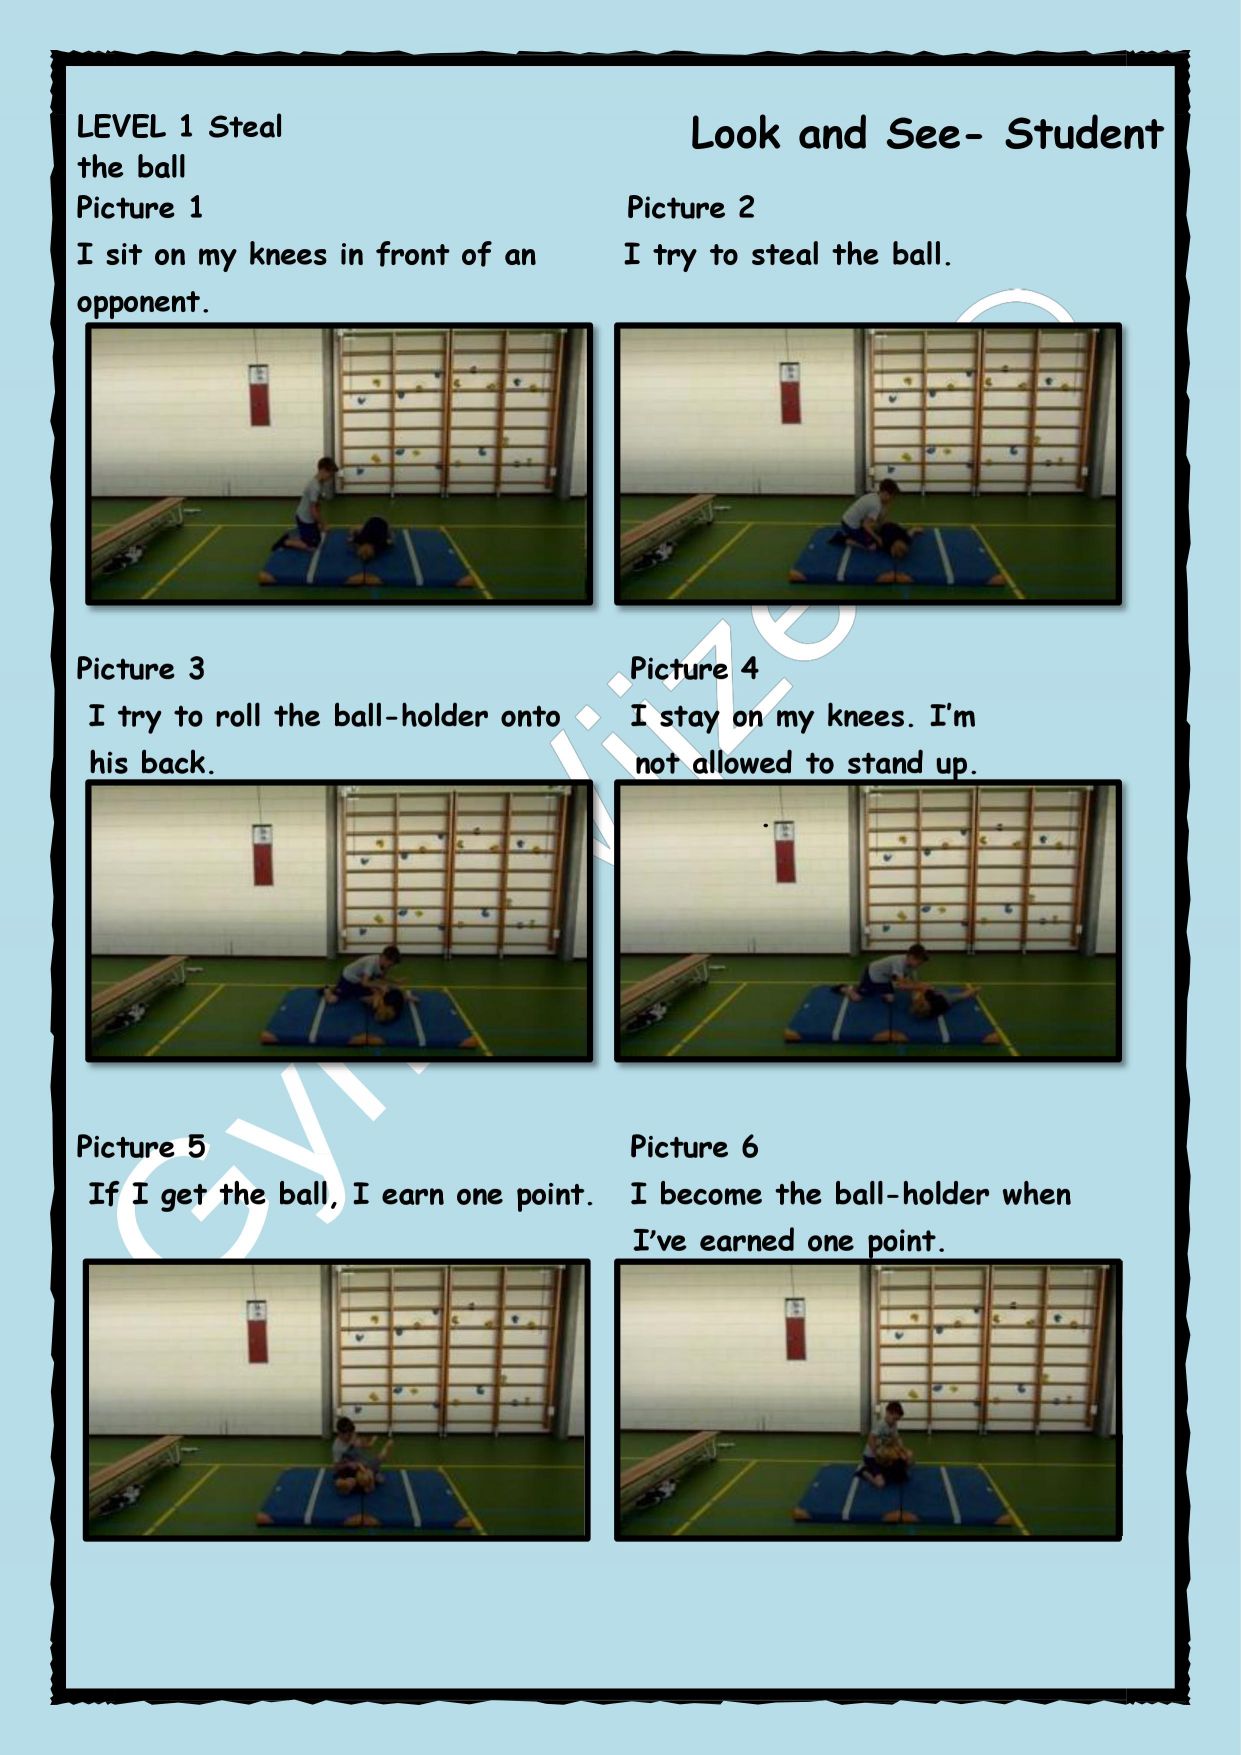 LEVEL 1 Steal
the ball
Look and See- Student
Picture 1
I sit on my knees in front of an
opponent.
Picture 2
I try to steal the ball.
Picture 3
I try to roll the ball-holder onto
his back.
Picture 4
I stay on my knees. I’m
not allowed to stand up.
Picture 5
If I get the ball, I earn one point.
Picture 6
I become the ball-holder when
I’ve earned one point.